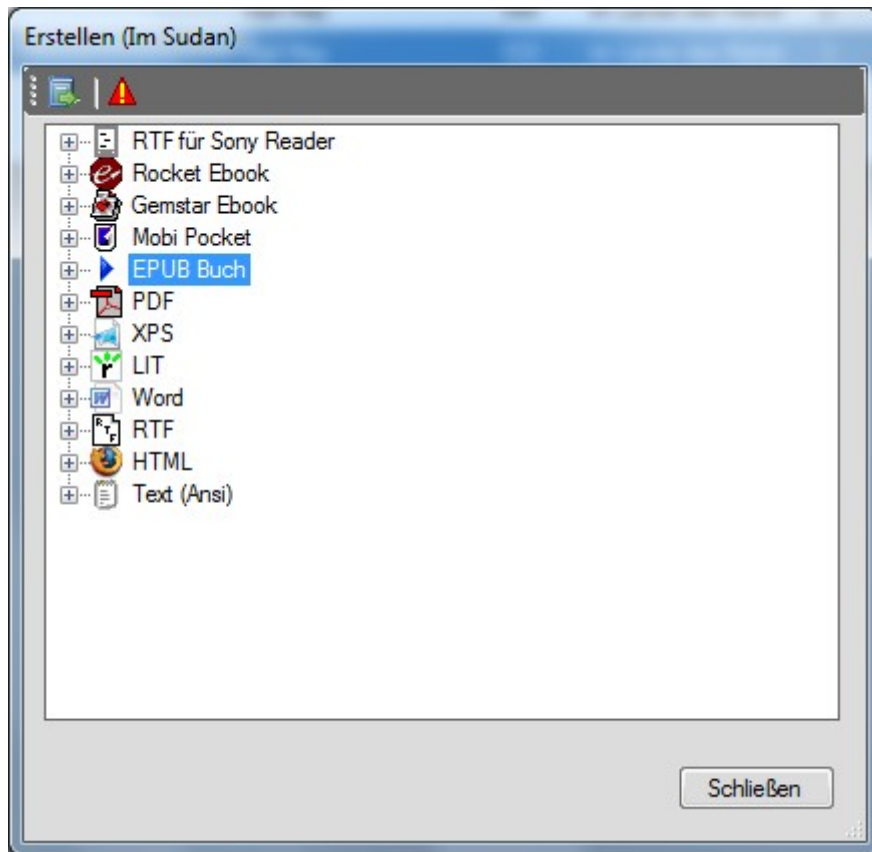 Erstellen (Im Sudan)
RTF für Sony Reader
Rocket Ebook
Gemstar Ebook
Mobi Pocket
EPUB Buch
PDF
XPS
LIT
Word
RTF
HTML
Text (Ansi)
Schließen